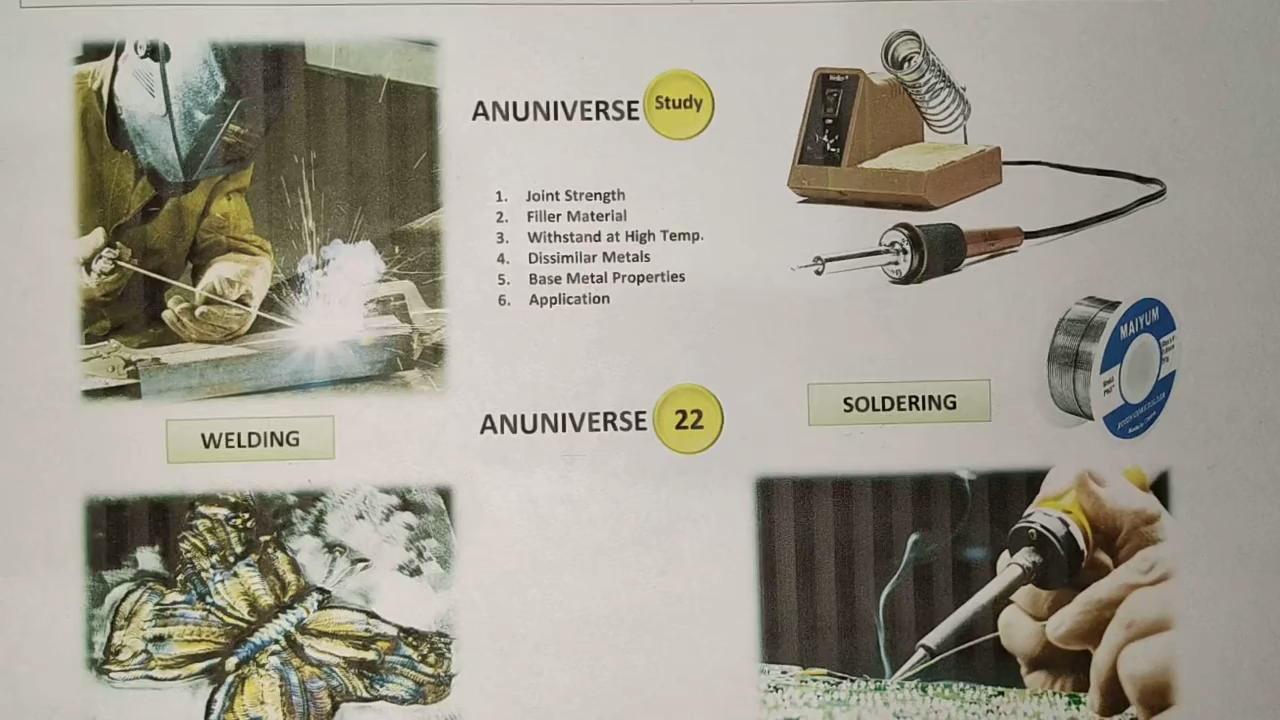 ANUNIVERSE Study
1. Joint Strength
2. Filler Material
3. Withstand at High Temp.
4. Dissimilar Metals
5. Base Metal Properties
6. Application
MAIYUM
SOLDERING
ANUNIVERSE 22
WELDING